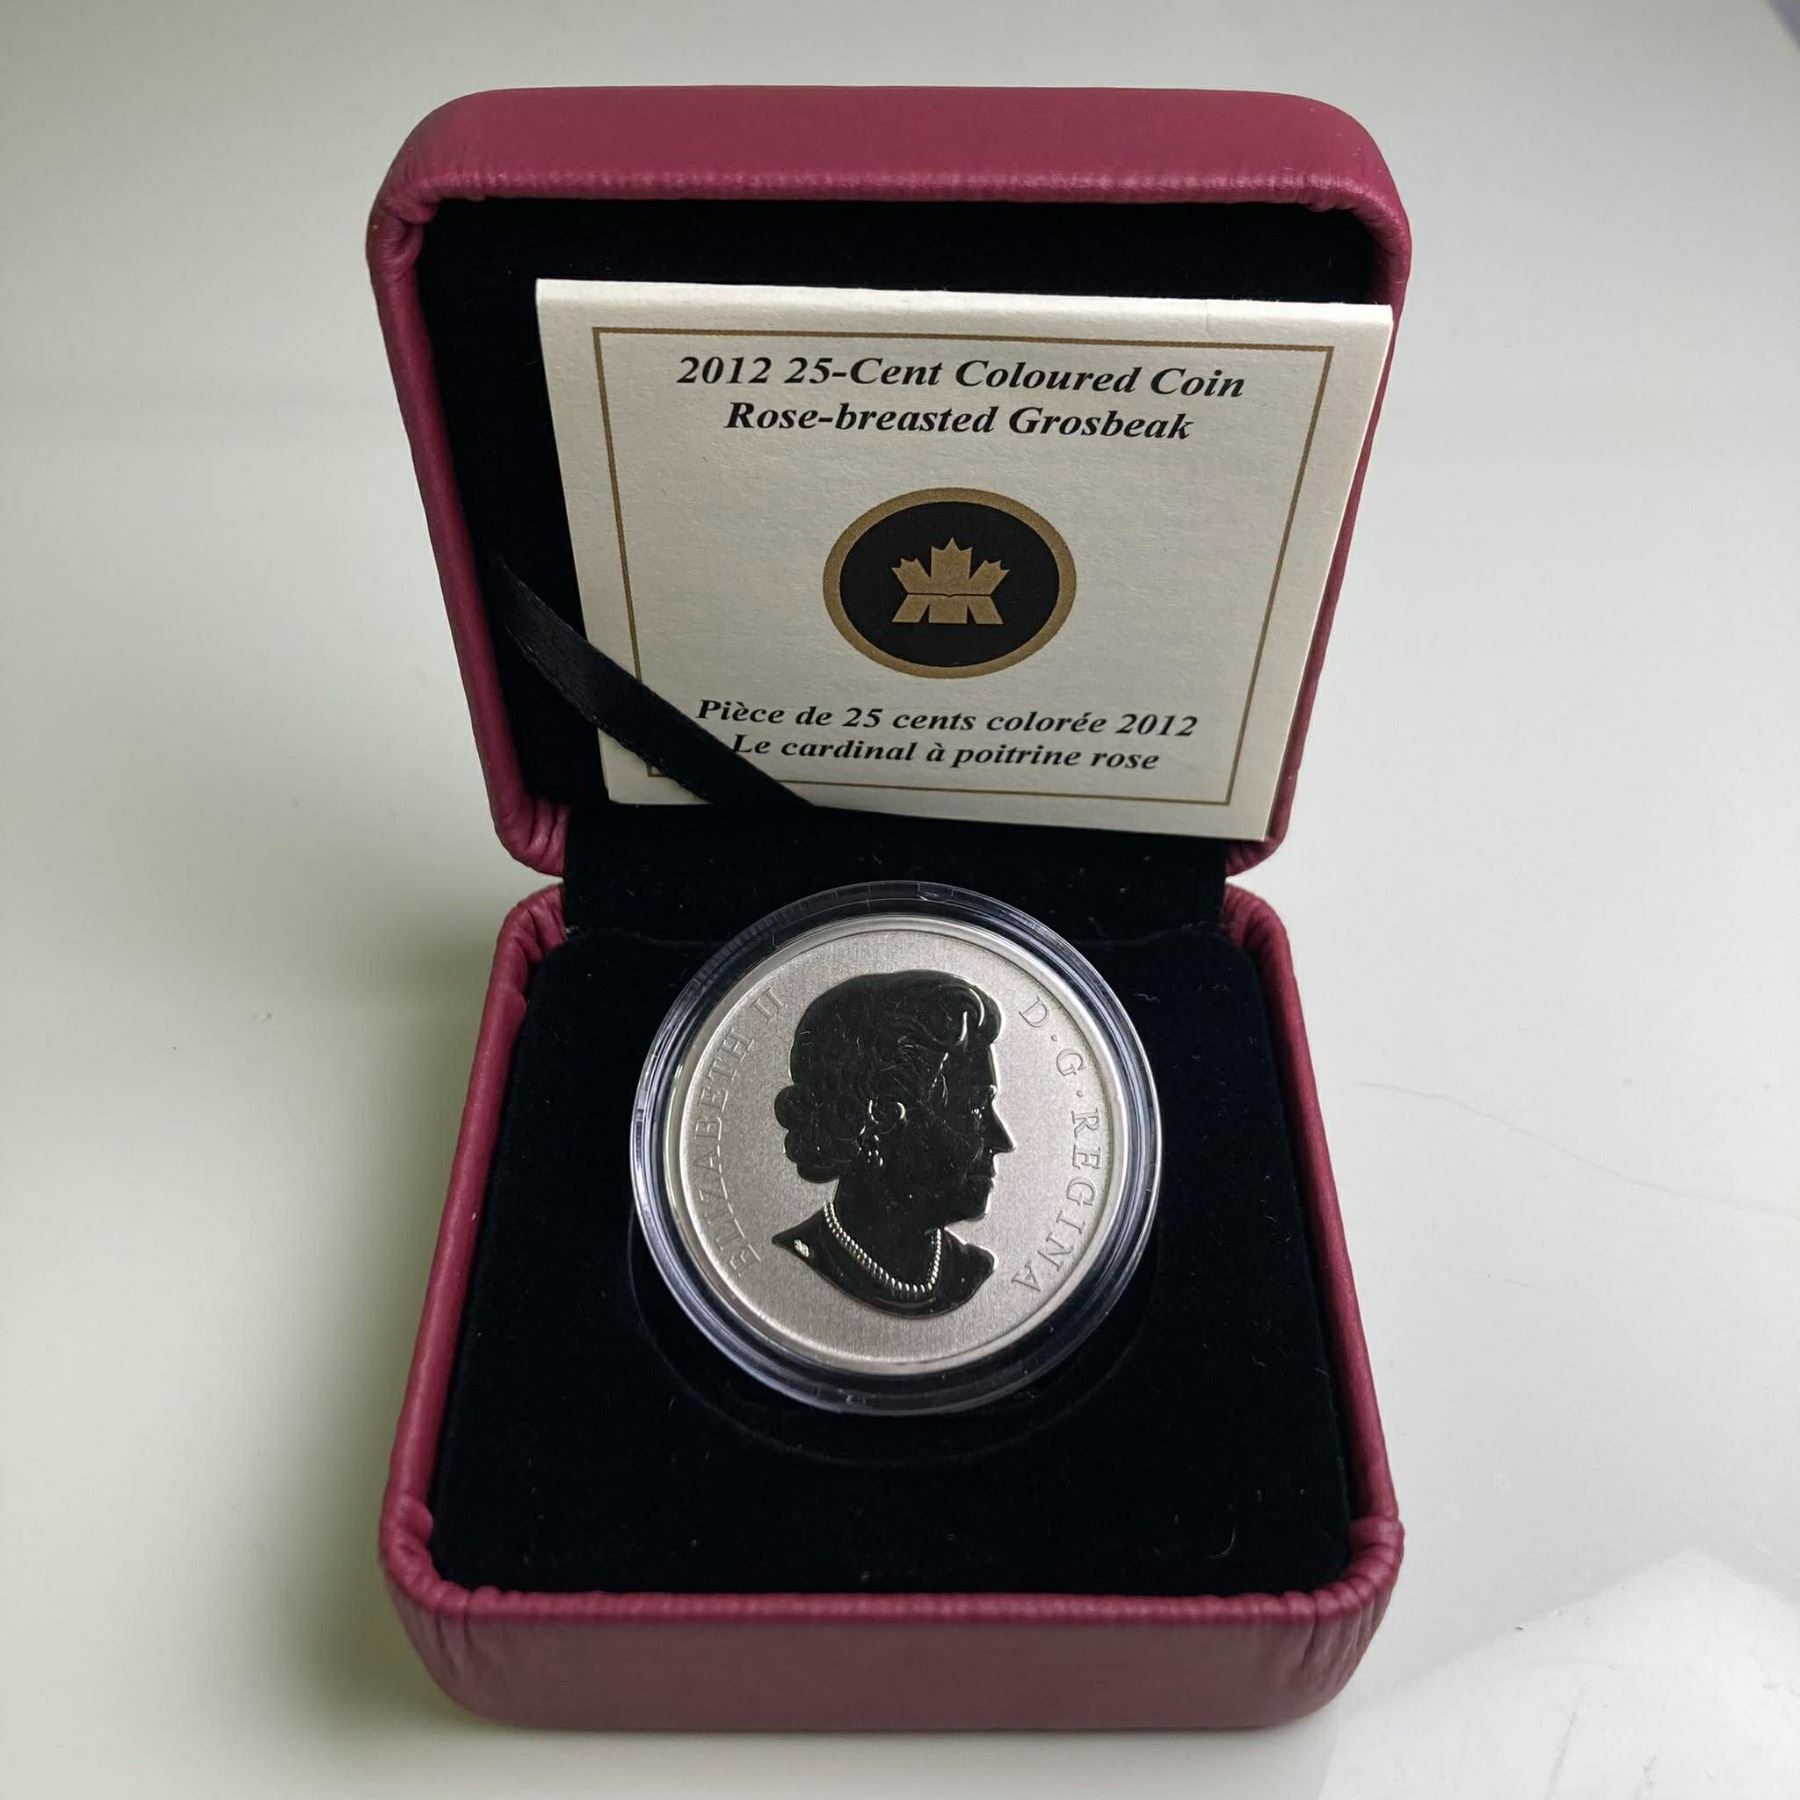 2012 25-Cent Coloured Coin
Rose-breasted Grosbeak
Pièce de 25 cents colorée 2012
Le cardinal à poitrine rose
ELIZABETH II D·G·REGINA